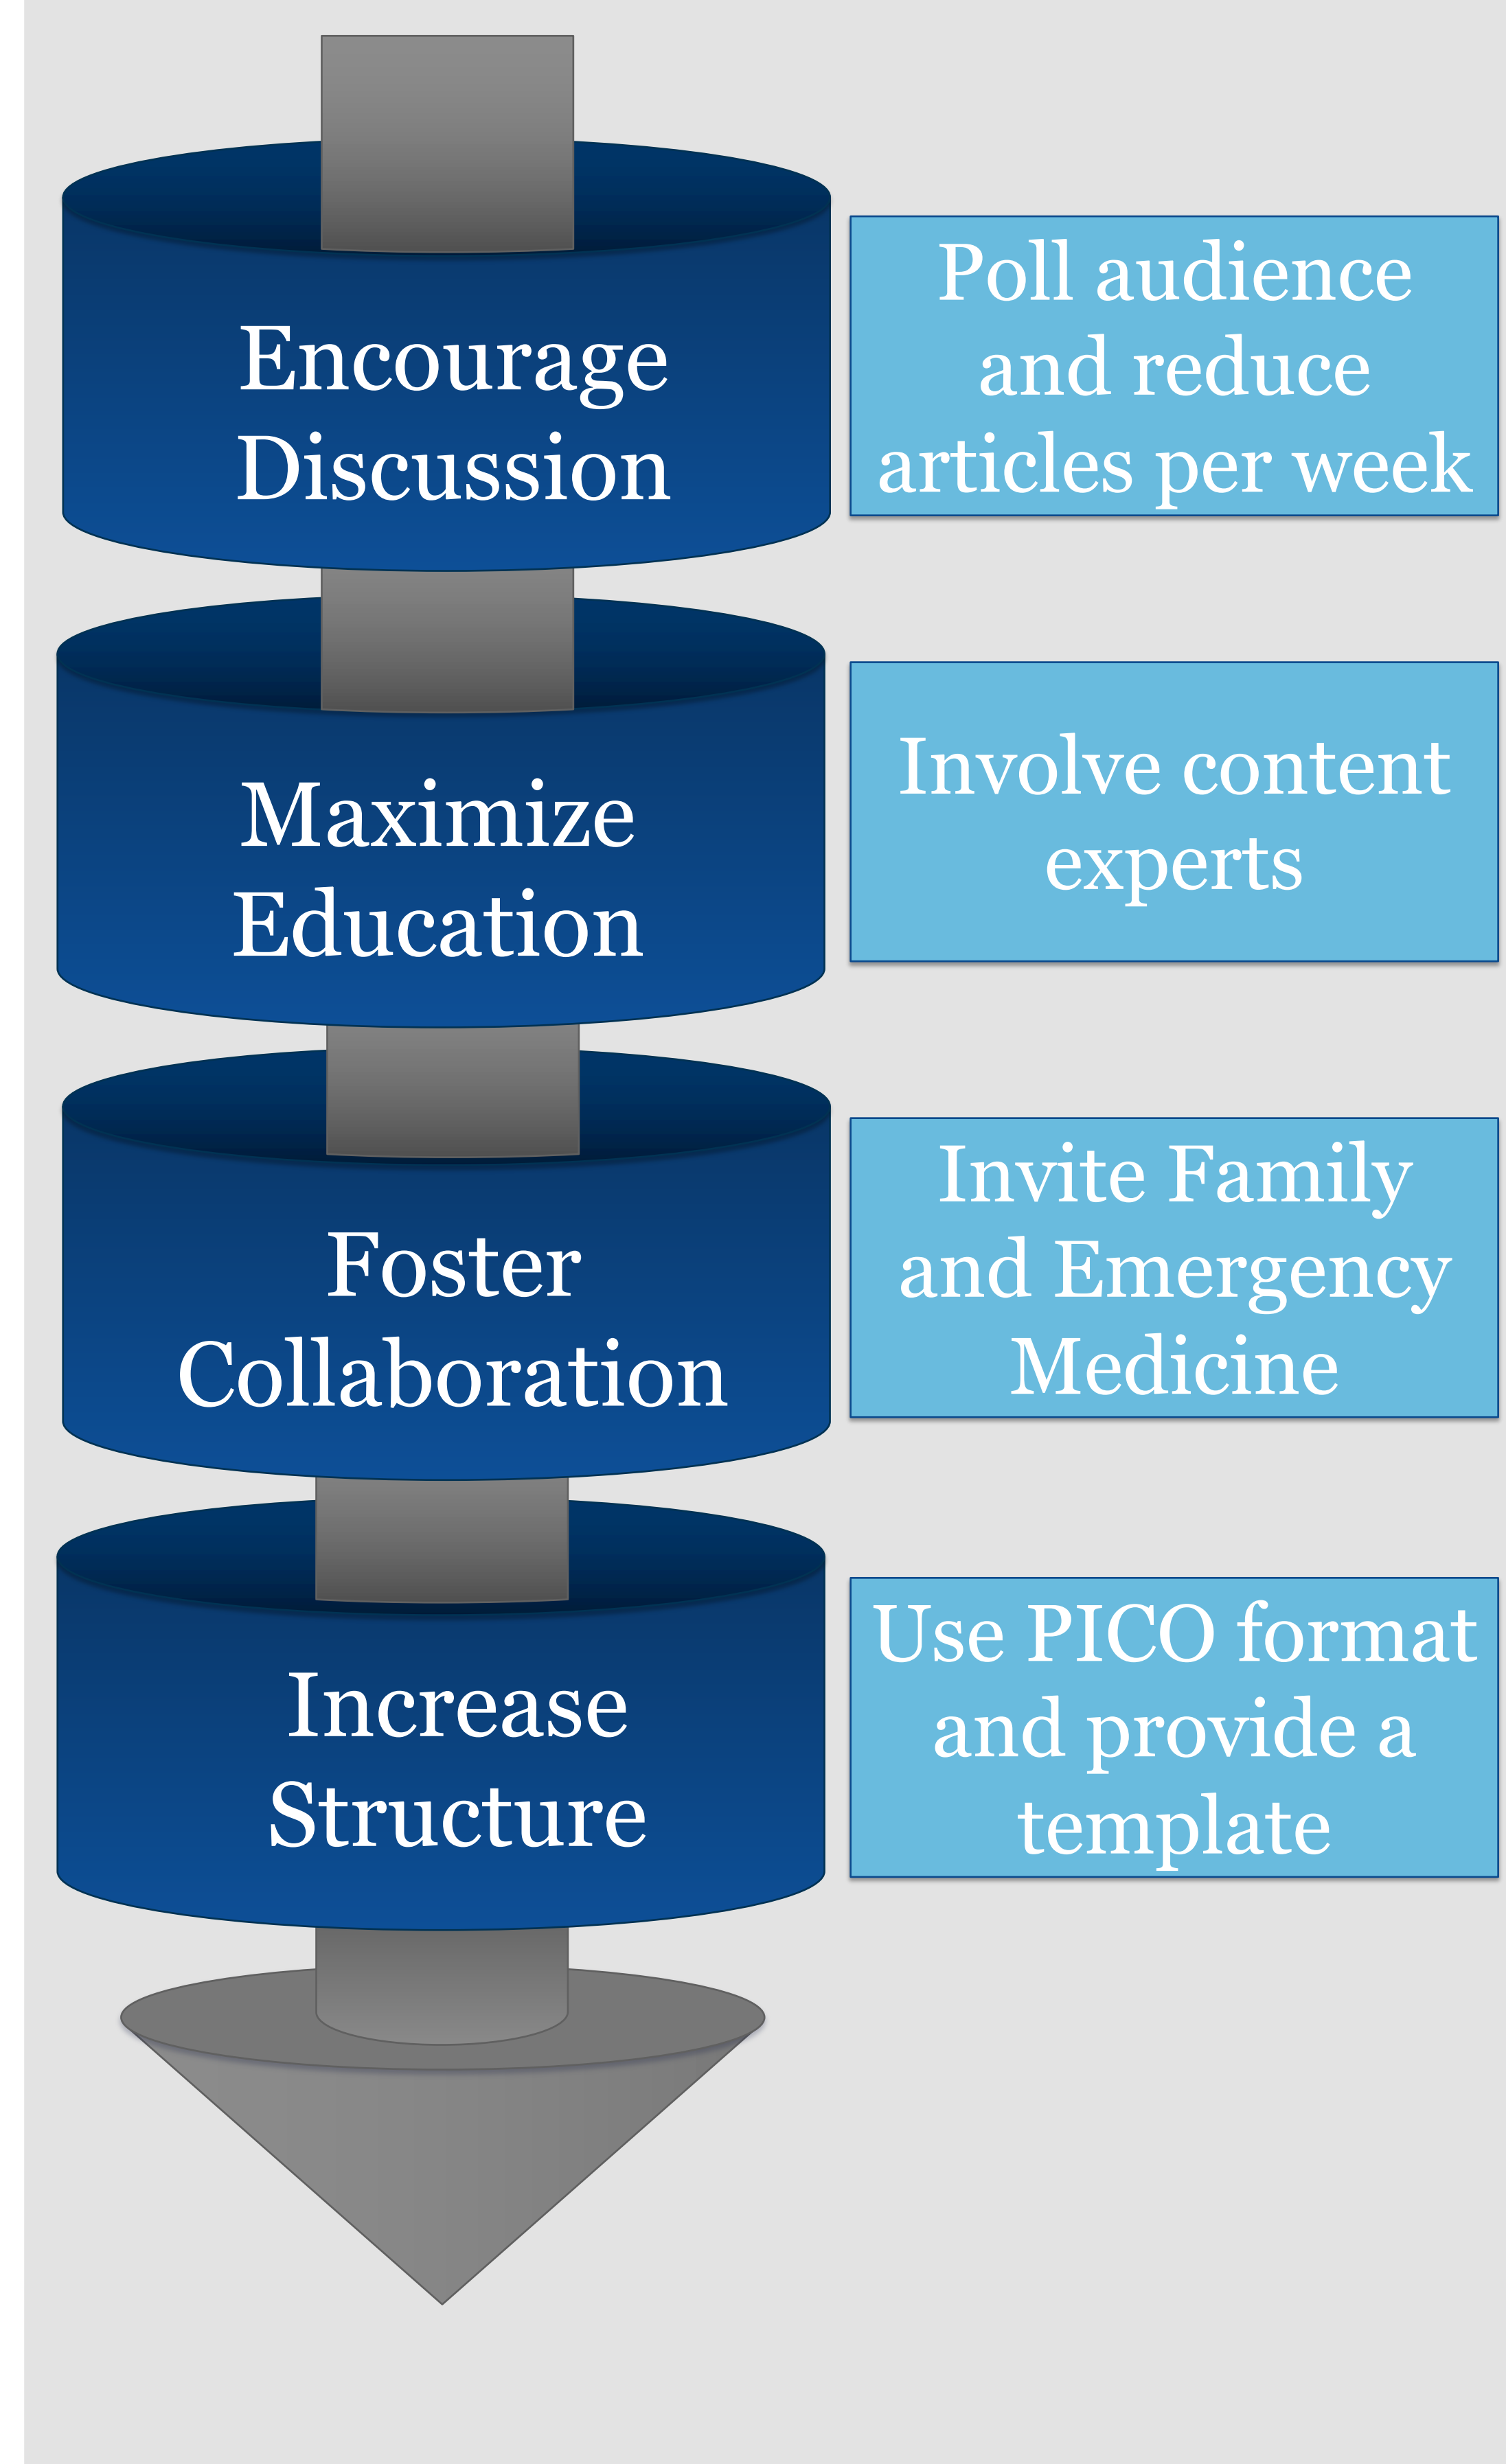 Encourage
Discussion
Poll audience
and reduce
articles per week
Maximize
Education
Involve content
experts
Foster
Collaboration
Invite Family
and Emergency
Medicine
Increase
Structure
Use PICO format
and provide a
template